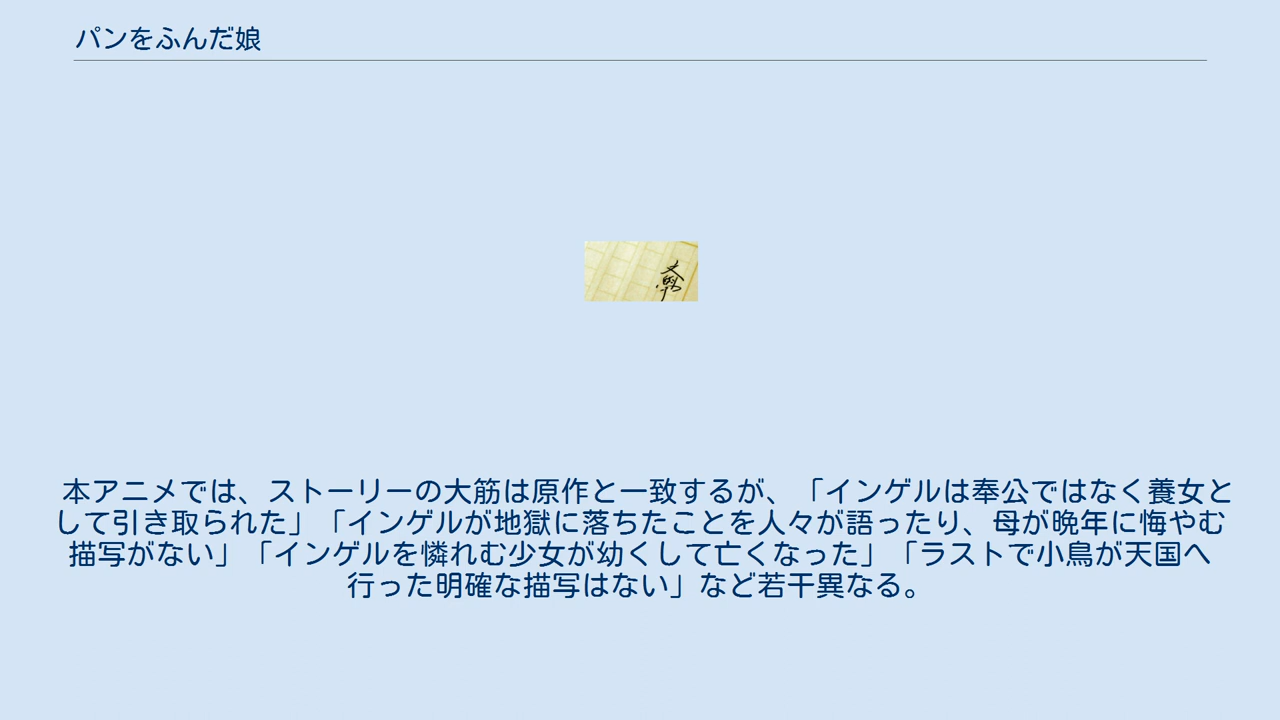 パンをふんだ娘
本アニメでは、ストーリーの大筋は原作と一致するが、「インゲルは奉公ではなく養女と
して引き取られた」「インゲルが地獄に落ちたことを人々が語ったり、母が晩年に悔やむ
描写がない」「インゲルを憐れむ少女が幼くして亡くなった」「ラストで小鳥が天国へ
行った明確な描写はない」など若干異なる。